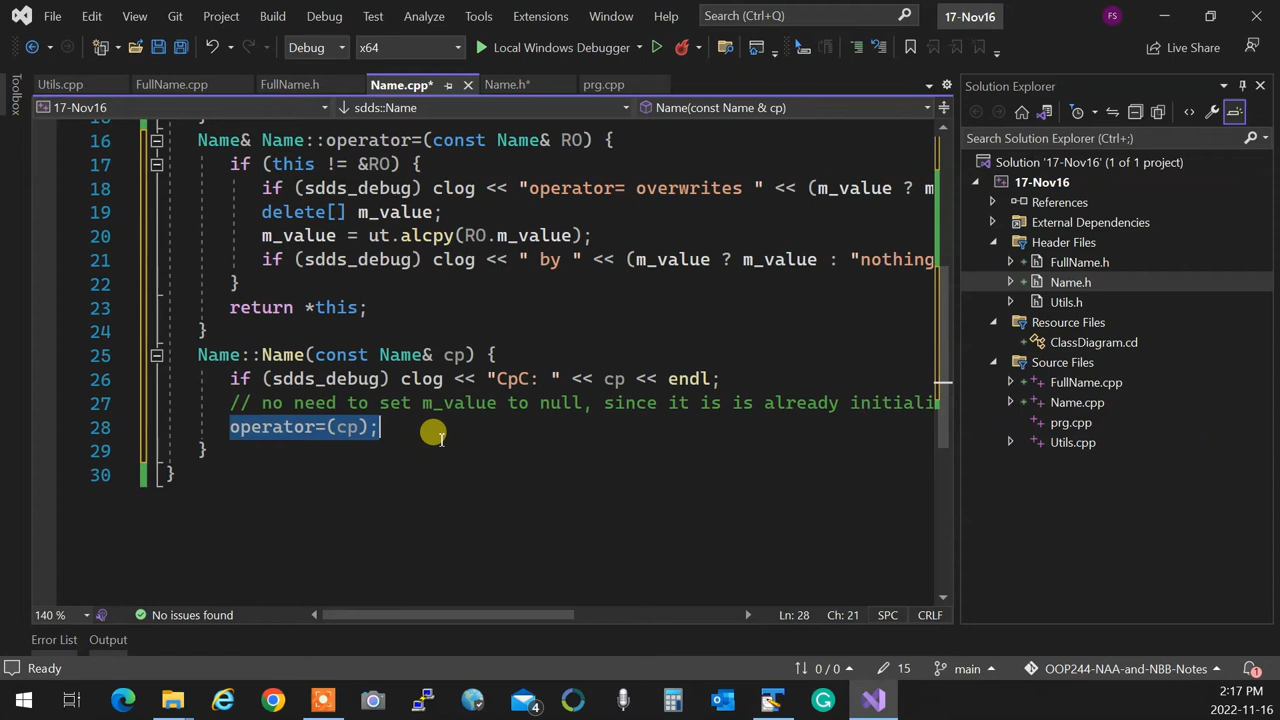 File Edit View Git Project Build Debug Test Analyze Tools Extensions Window Help Search (Ctrl+Q) 17-Nov16 FS
Debug x64 Local Windows Debugger Live Share
Toolbox
Utils.cpp FullName.cpp FullName.h Name.cpp* Name.h* prg.cpp
17-Nov16 sdds::Name Name(const Name & cp)
16 Name& Name::operator=(const Name& RO) {
17 if (this != &RO) {
18 if (sdds_debug) clog << "operator= overwrites " << (m_value ? m
19 delete[] m_value;
20 m_value = ut.alcpy(RO.m_value);
21 if (sdds_debug) clog << " by " << (m_value ? m_value : "nothing
22 }
23 return *this;
24 }
25 Name::Name(const Name& cp) {
26 if (sdds_debug) clog << "CpC: " << cp << endl;
27 // no need to set m_value to null, since it is is already initiali
28 operator=(cp);
29 }
30 }
140 % No issues found Ln: 28 Ch: 21 SPC CRLF
Error List Output
Solution Explorer
Search Solution Explorer (Ctrl+;)
Solution '17-Nov16' (1 of 1 project)
17-Nov16
References
External Dependencies
Header Files
FullName.h
Name.h
Utils.h
Resource Files
ClassDiagram.cd
Source Files
FullName.cpp
Name.cpp
prg.cpp
Utils.cpp
Ready 0 / 0 15 main OOP244-NAA-and-NBB-Notes 1
4
2:17 PM
2022-11-16